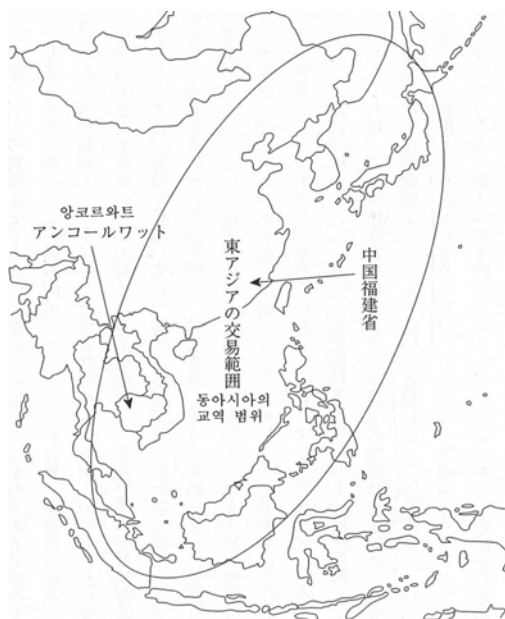 앙코르와트
アンコールワット
東アジアの交易範囲
동아시아의
교역 범위
中国福建省